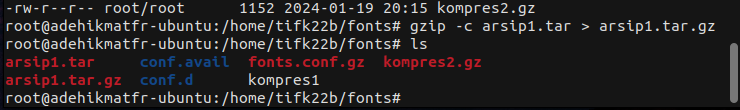 -rw-r--r-- root/root      1152 2024-01-19 20:15 kompres2.gz
root@adehikmatfr-ubuntu:/home/tifk22b/fonts# gzip -c arsip1.tar > arsip1.tar.gz
root@adehikmatfr-ubuntu:/home/tifk22b/fonts# ls
arsip1.tar     conf.avail  fonts.conf.gz  kompres2.gz
arsip1.tar.gz  conf.d      kompres1
root@adehikmatfr-ubuntu:/home/tifk22b/fonts#